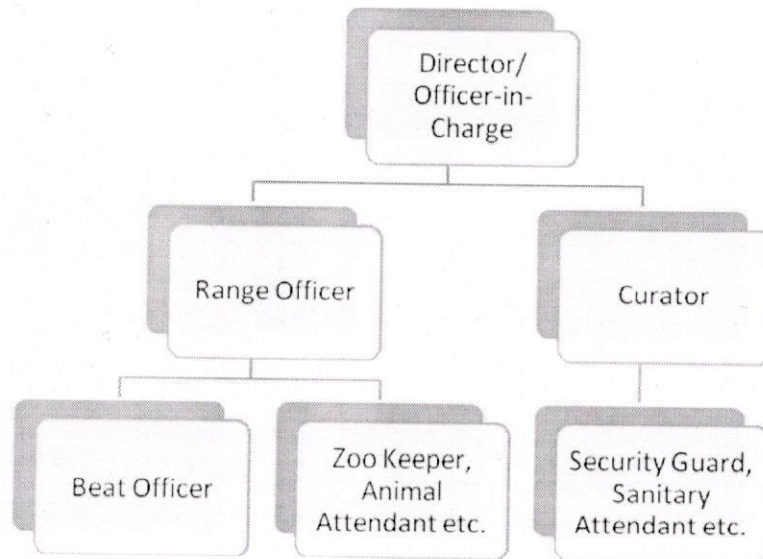 Director/
Officer-in-
Charge
Range Officer
Curator
Beat Officer
Zoo Keeper,
Animal
Attendant etc.
Security Guard,
Sanitary
Attendant etc.